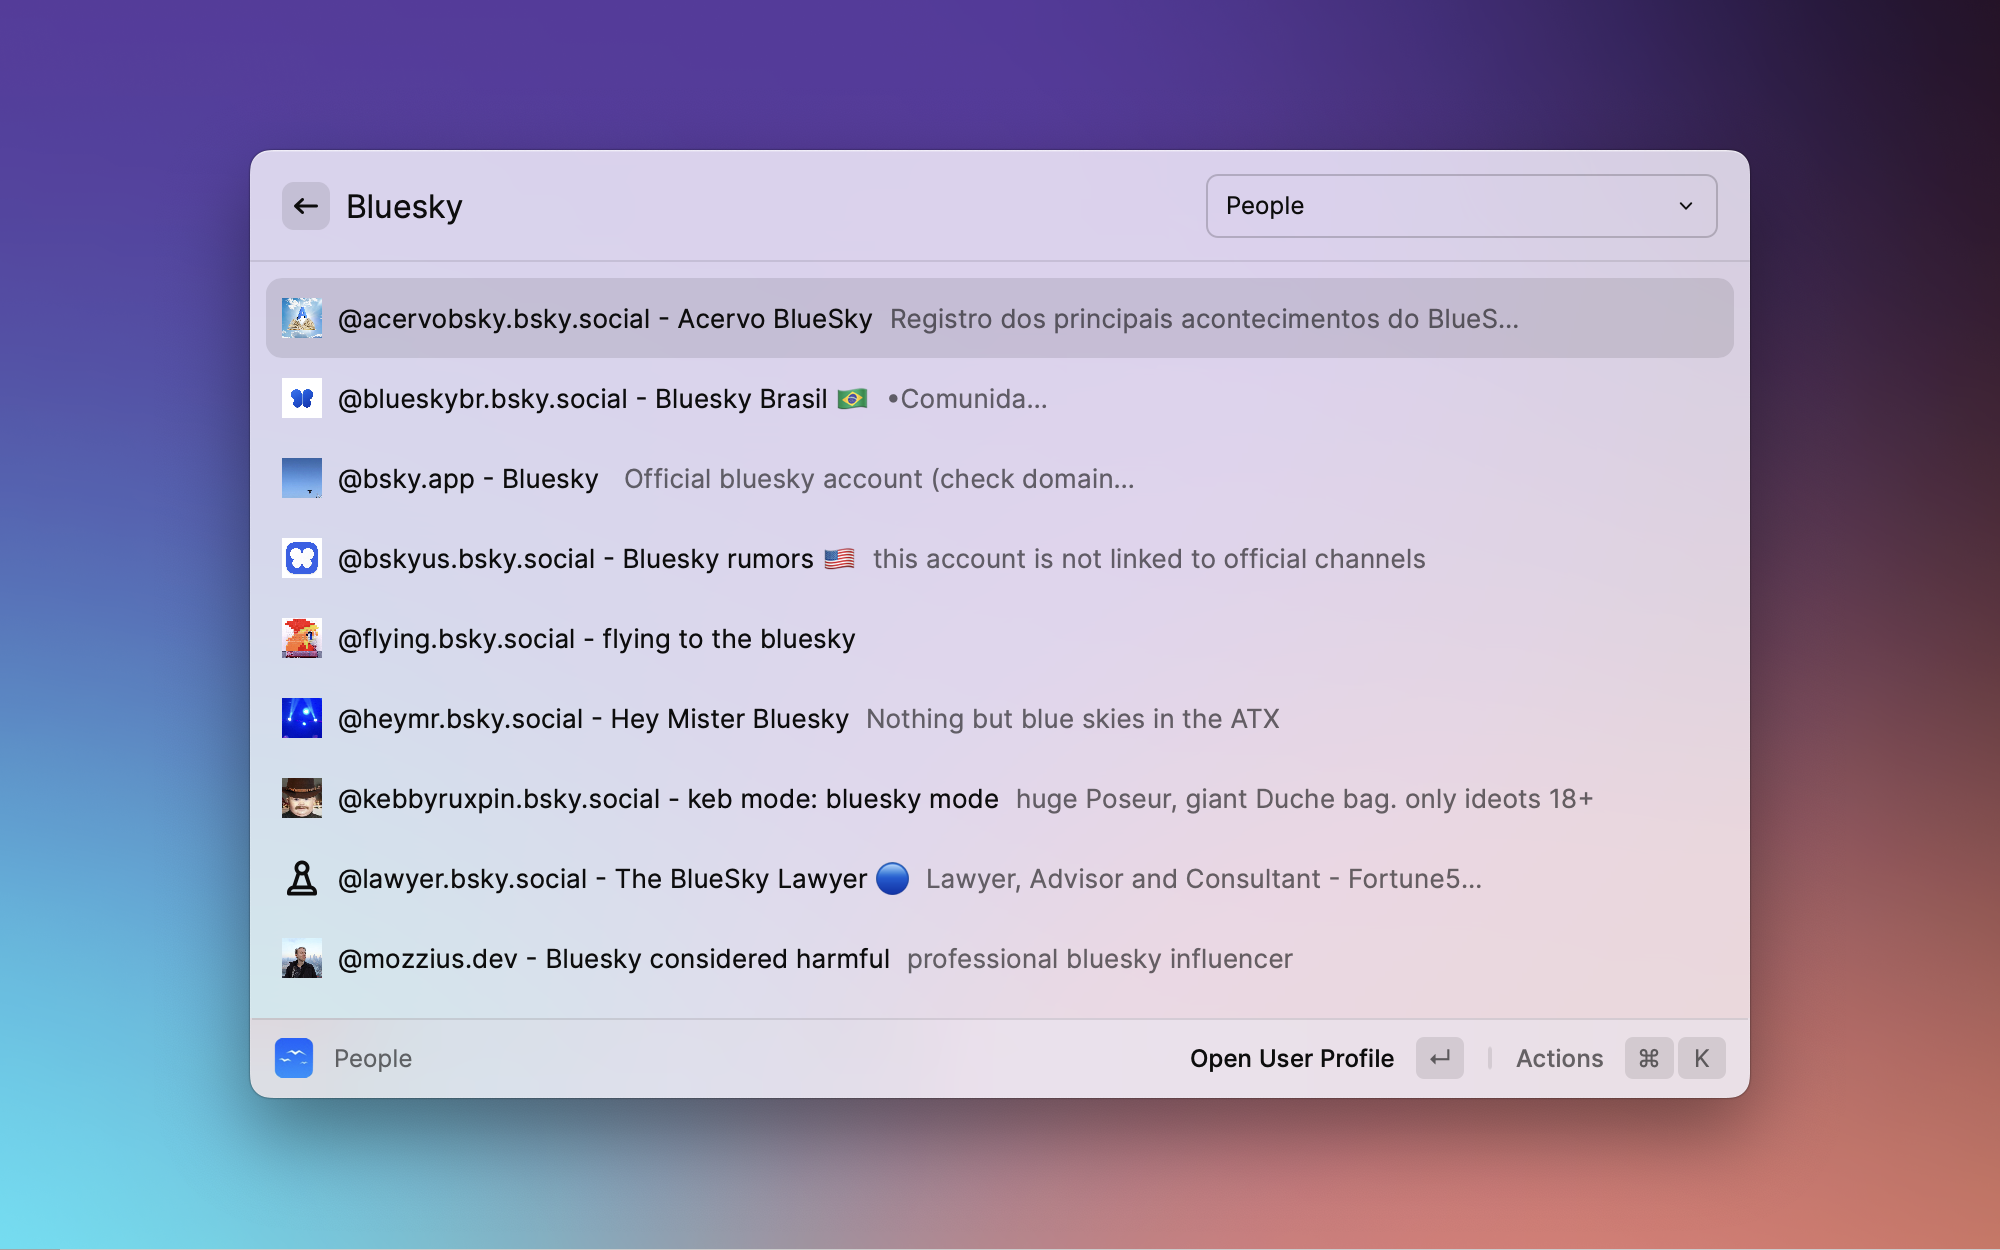 Bluesky People
@acervobsky.bsky.social - Acervo BlueSky Registro dos principais acontecimentos do BlueS...
@blueskybr.bsky.social - Bluesky Brasil 🇧🇷 •Comunida...
@bsky.app - Bluesky Official bluesky account (check domain...
@bskyus.bsky.social - Bluesky rumors 🇺🇸 this account is not linked to official channels
@flying.bsky.social - flying to the bluesky
@heymr.bsky.social - Hey Mister Bluesky Nothing but blue skies in the ATX
@kebbyruxpin.bsky.social - keb mode: bluesky mode huge Poseur, giant Duche bag. only ideots 18+
@lawyer.bsky.social - The BlueSky Lawyer 🔵 Lawyer, Advisor and Consultant - Fortune5...
@mozzius.dev - Bluesky considered harmful professional bluesky influencer
People Open User Profile ↵ Actions ⌘ K